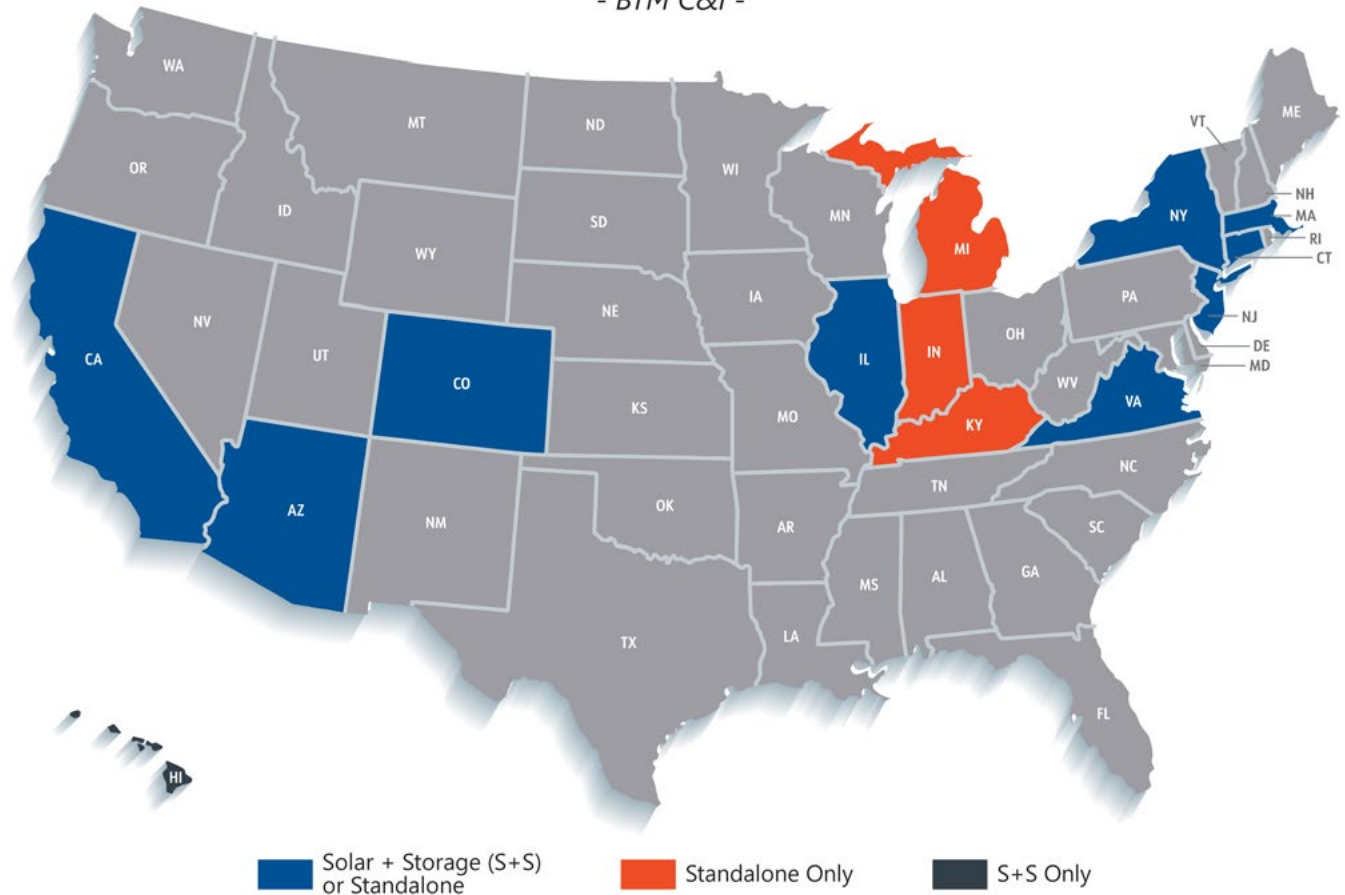 - BTM C&I -
WA
MT
ND
WI
MN
VT
ME
OR
ID
WY
SD
NH
MA
RI
CT
NY
MI
PA
NJ
DE
MD
NV
UT
CO
NE
IA
IL
IN
OH
WV
VA
CA
KS
MO
KY
AZ
NM
OK
AR
TN
NC
SC
TX
LA
MS
AL
GA
FL
HI
Solar + Storage (S+S)
or Standalone
Standalone Only
S+S Only